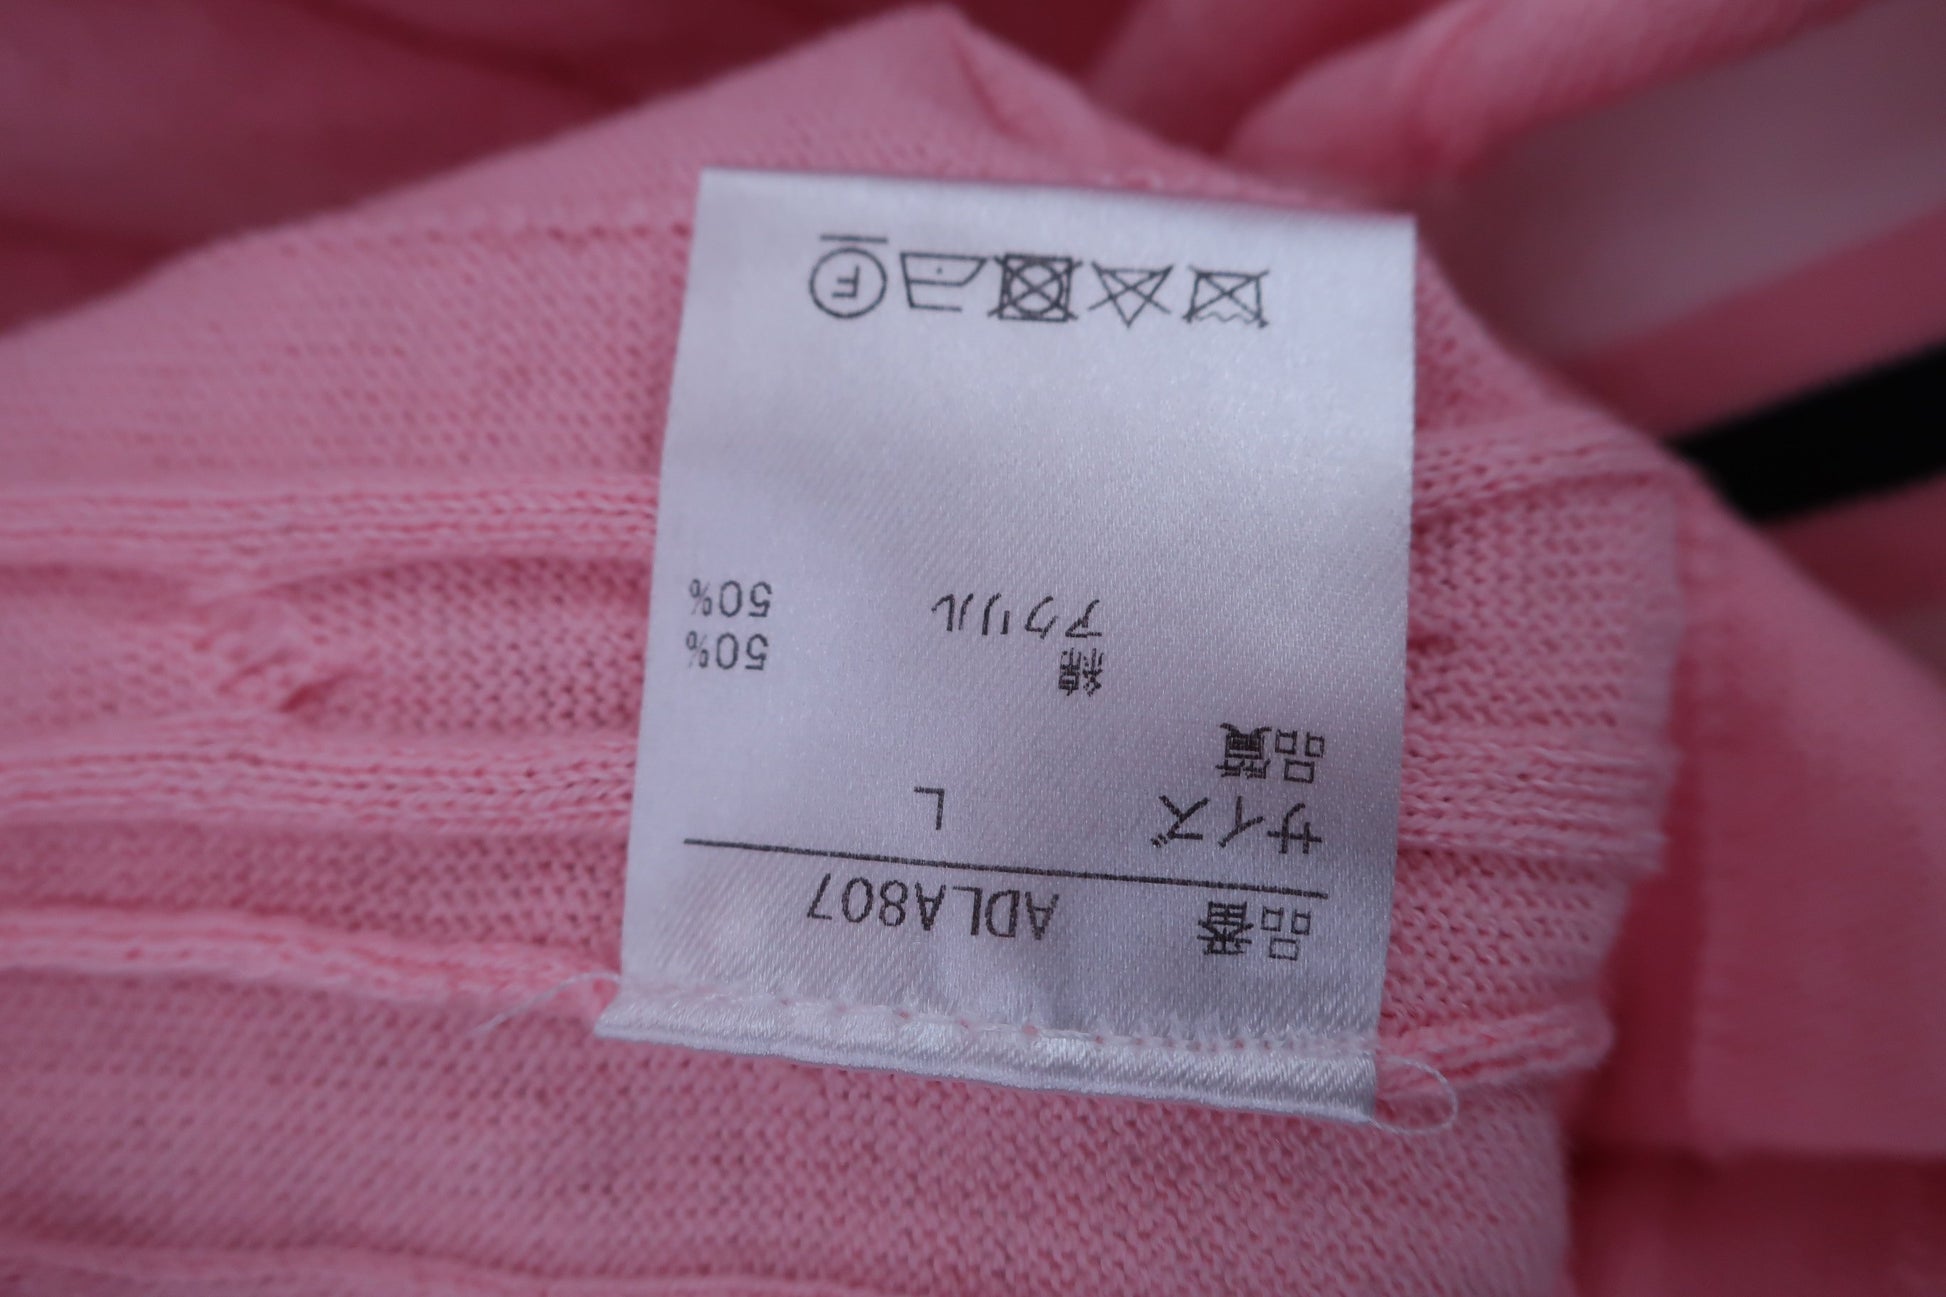 品番 ADLA807
サイズ L
品質
綿 50%
アクリル 50%
F